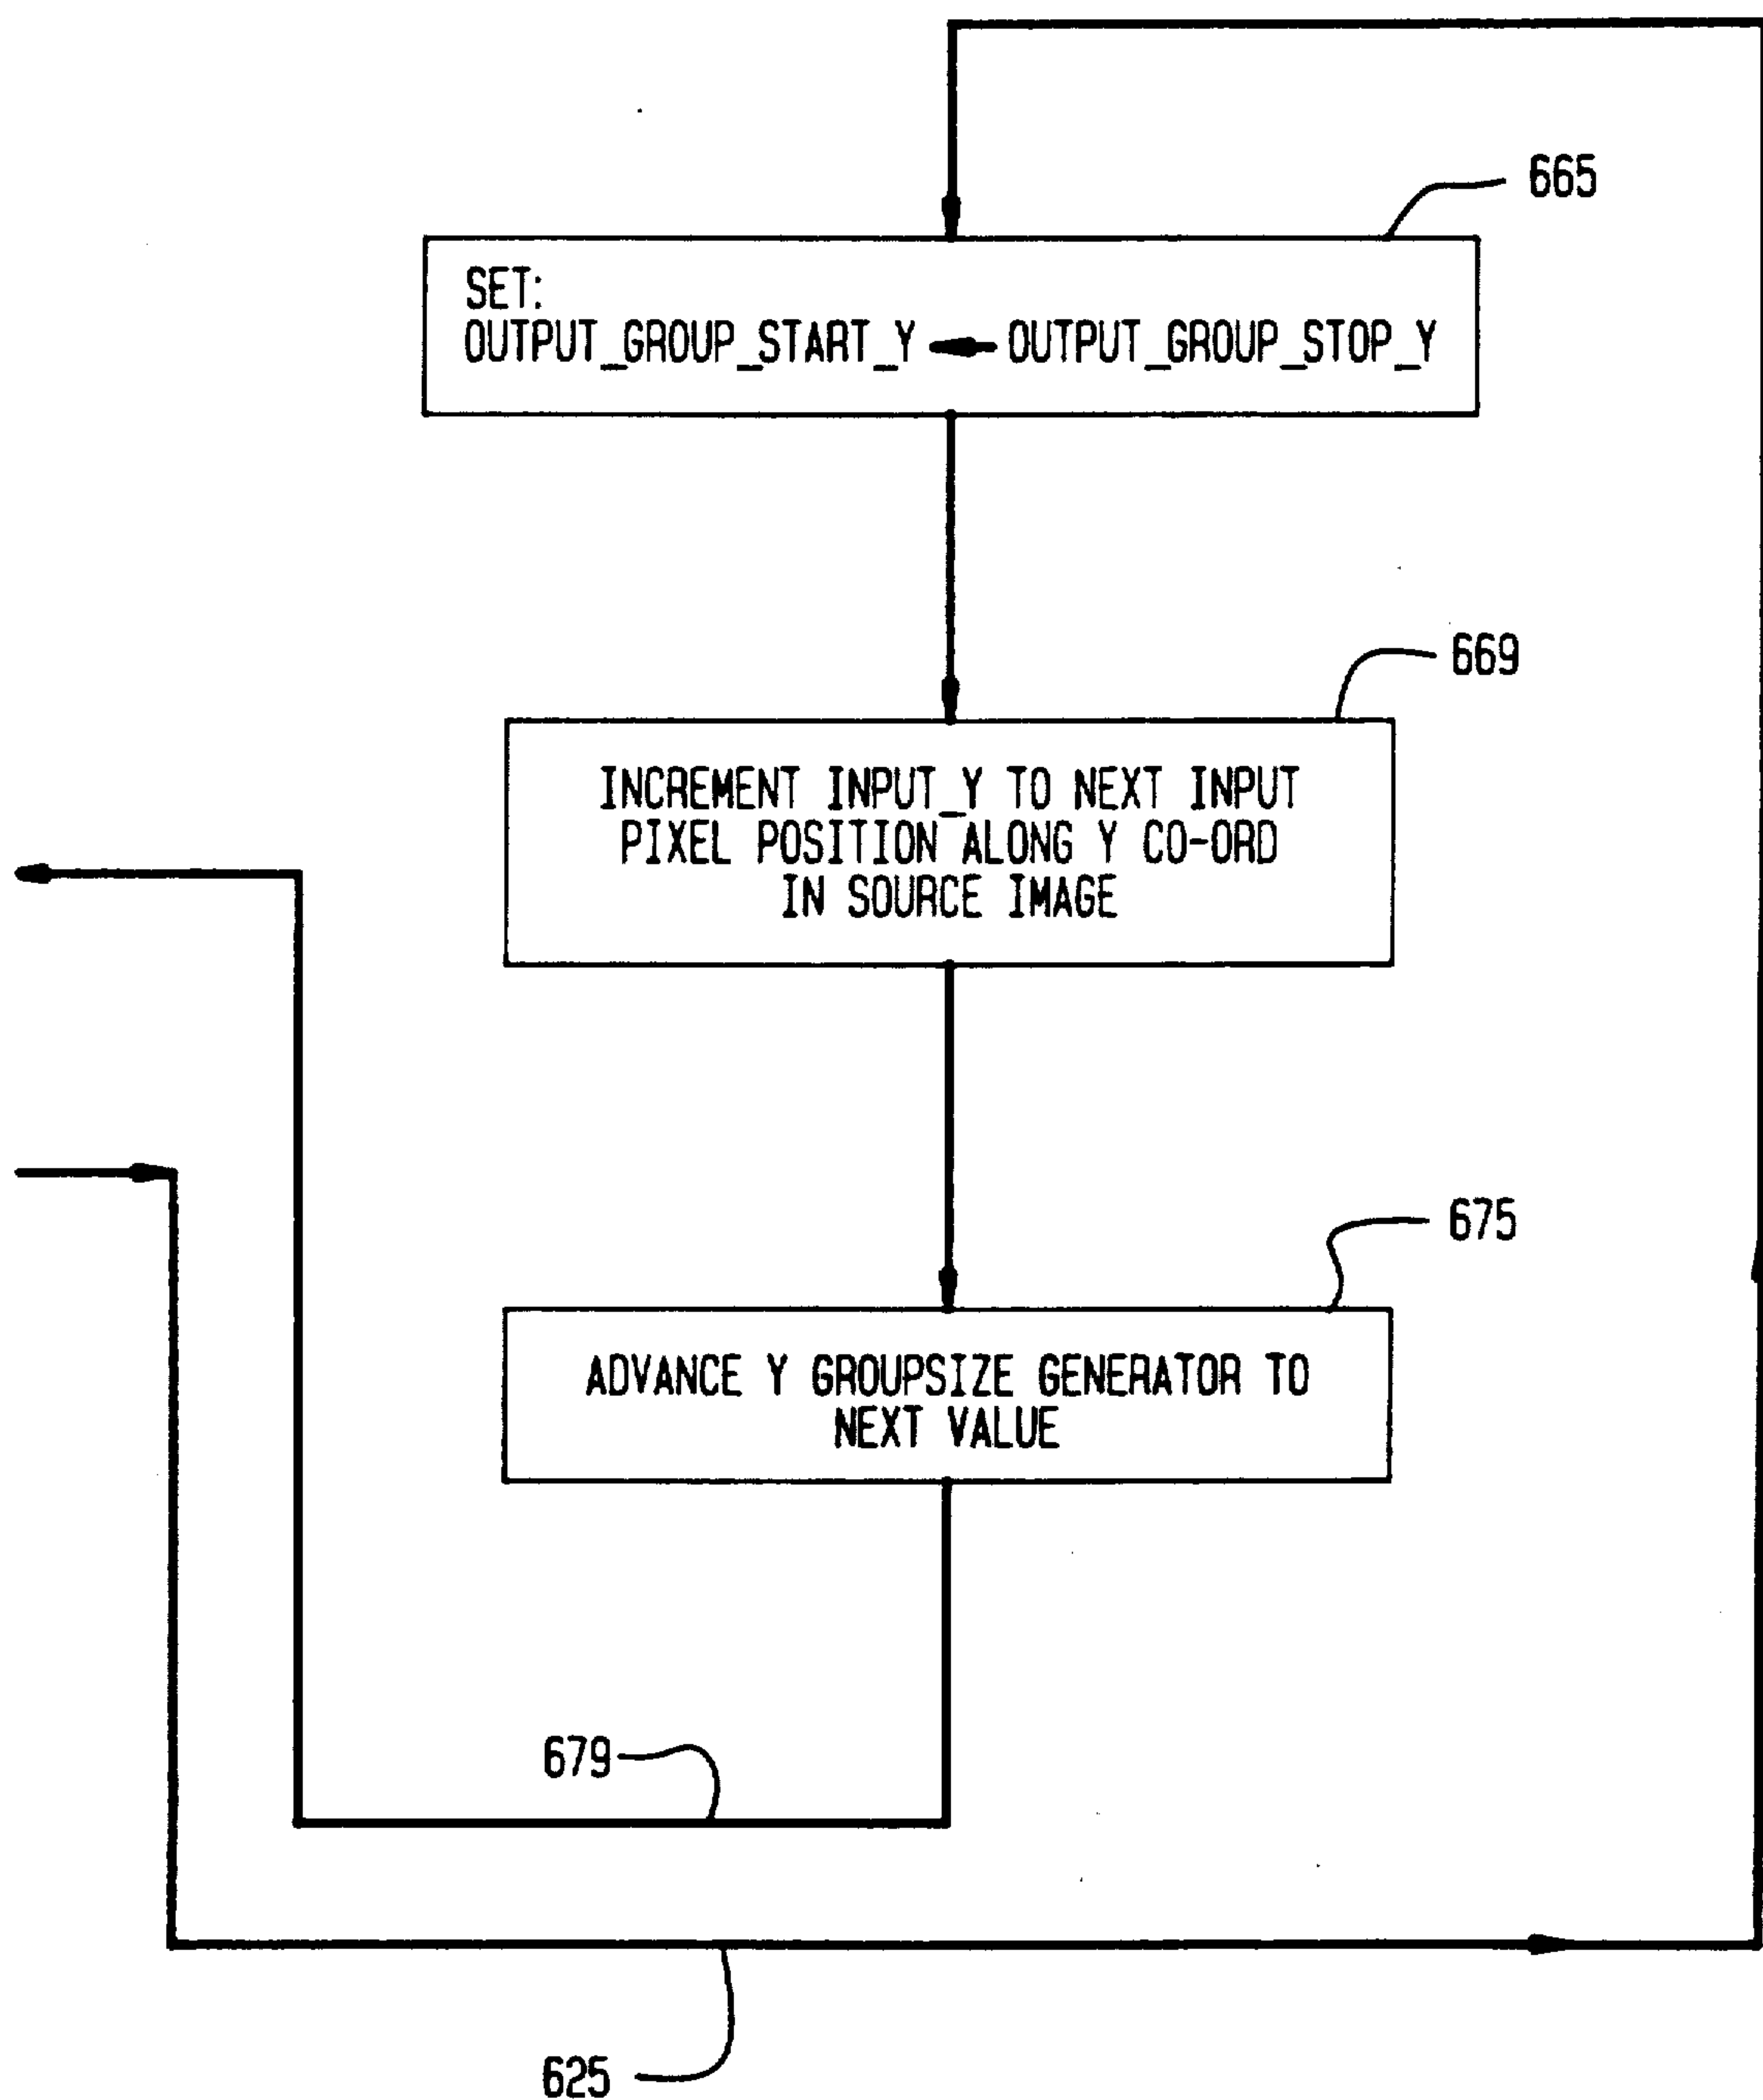 665
SET:
OUTPUT_GROUP_START_Y ← OUTPUT_GROUP_STOP_Y
669
INCREMENT INPUT_Y TO NEXT INPUT
PIXEL POSITION ALONG Y CO-ORD
IN SOURCE IMAGE
675
ADVANCE Y GROUPSIZE GENERATOR TO
NEXT VALUE
679
625